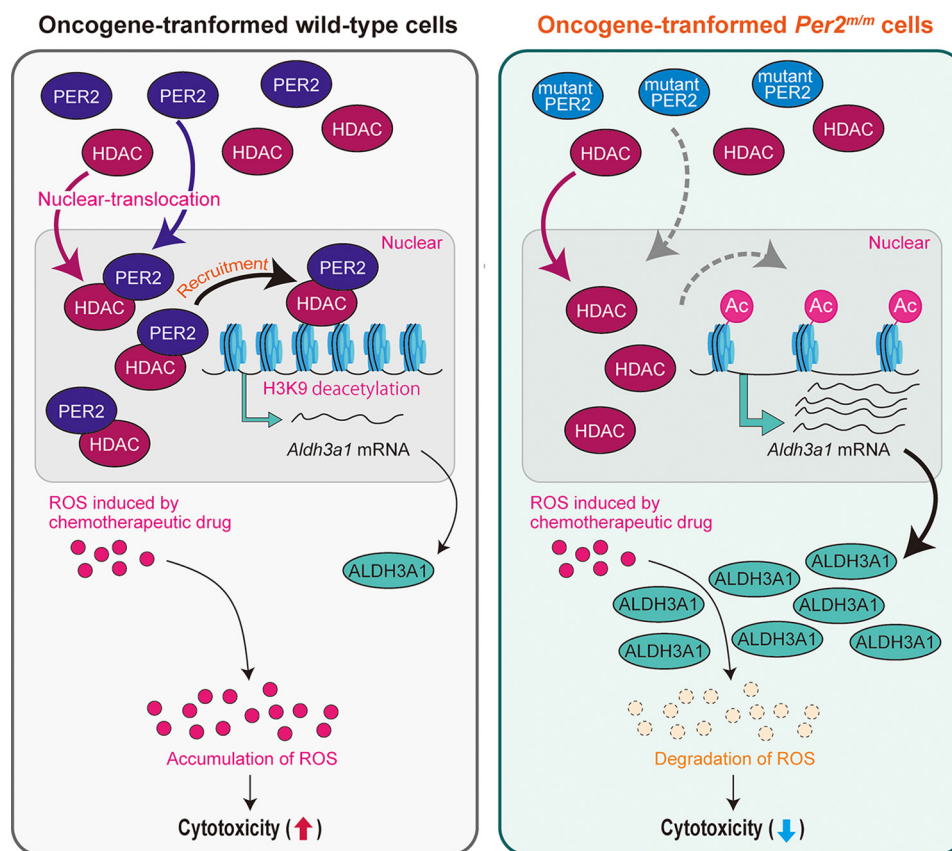 Oncogene-tranformed wild-type cells
PER2
PER2
PER2
HDAC
HDAC
HDAC
Nuclear-translocation
Nuclear
PER2
HDAC
Recruitment
PER2
HDAC
PER2
HDAC
PER2
HDAC
H3K9 deacetylation
Aldh3a1 mRNA
ROS induced by
chemotherapeutic drug
ALDH3A1
Accumulation of ROS
Cytotoxicity (⬆)
Oncogene-tranformed Per2m/m cells
mutant
PER2
mutant
PER2
mutant
PER2
HDAC
HDAC
HDAC
Nuclear
HDAC
HDAC
HDAC
Ac
Ac
Ac
Aldh3a1 mRNA
ROS induced by
chemotherapeutic drug
ALDH3A1
ALDH3A1
ALDH3A1
ALDH3A1
ALDH3A1
ALDH3A1
ALDH3A1
Degradation of ROS
Cytotoxicity (⬇)